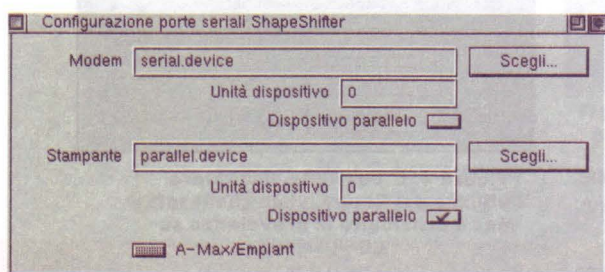 Configurazione porte seriali ShapeShifter
Modem serial.device Scegli...
Unità dispositivo 0
Dispositivo parallelo
Stampante parallel.device Scegli...
Unità dispositivo 0
Dispositivo parallelo
A-Max/Emplant